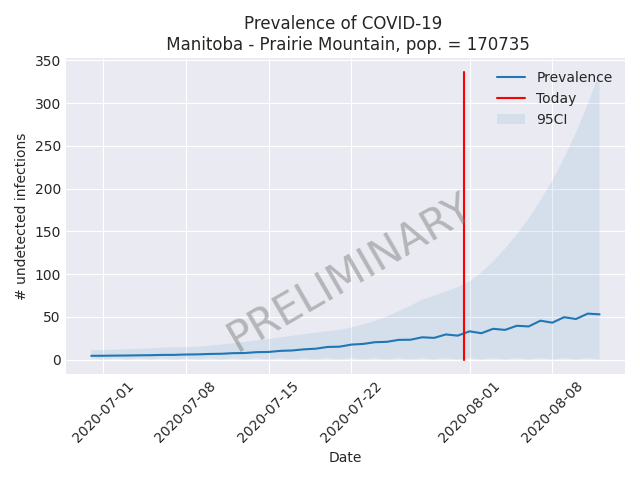 Prevalence of COVID-19
Manitoba - Prairie Mountain, pop. = 170735
350
300
250
200
150
100
50
0
# undetected infections
Prevalence
Today
95CI
PRELIMINARY
2020-07-01
2020-07-08
2020-07-15
2020-07-22
2020-08-01
2020-08-08
Date